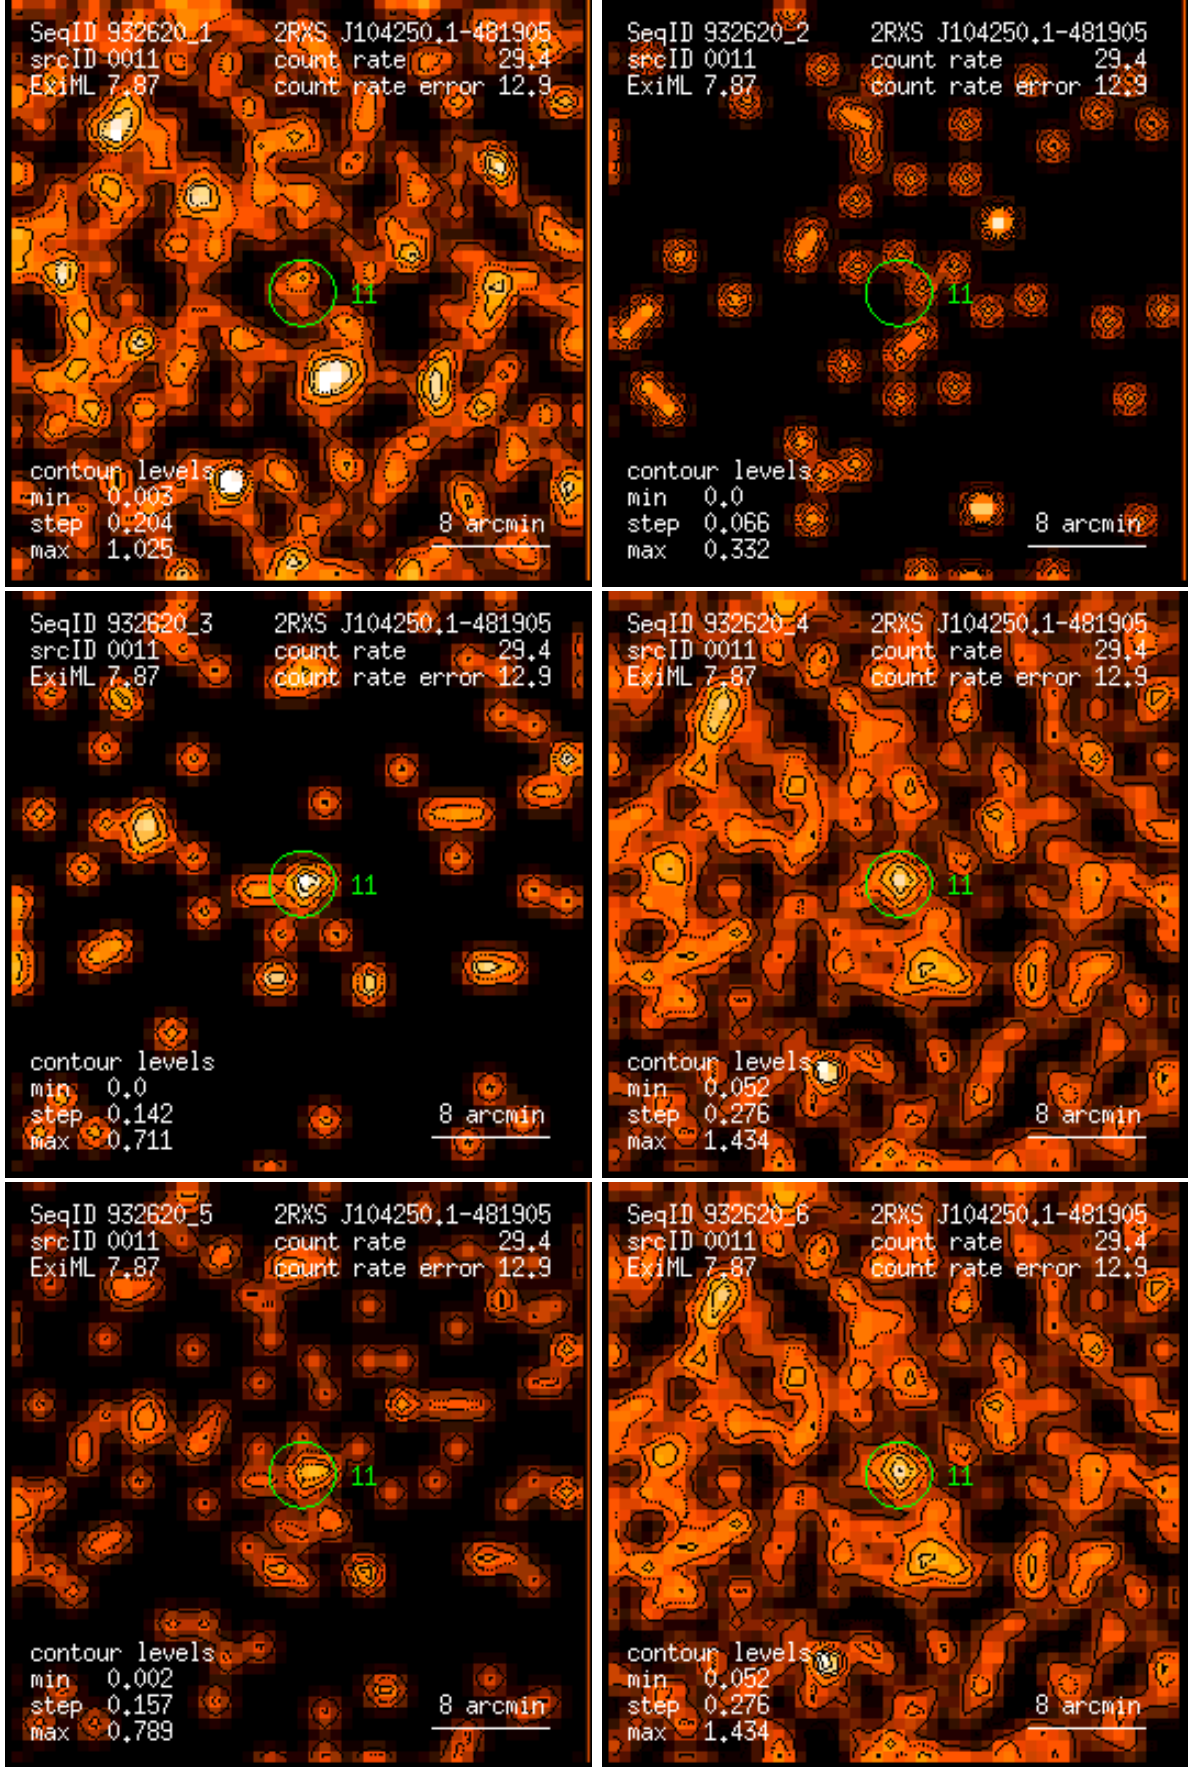 SeqID 932620_1 2RXS J104250.1-481905
srcID 0011 count rate 29.4
ExiML 7.87 count rate error 12.9
11
contour levels
min 0.003
step 0.204 8 arcmin
max 1.025
SeqID 932620_2 2RXS J104250.1-481905
srcID 0011 count rate 29.4
ExiML 7.87 count rate error 12.9
11
contour levels
min 0.0
step 0.066 8 arcmin
max 0.332
SeqID 932620_3 2RXS J104250.1-481905
srcID 0011 count rate 29.4
ExiML 7.87 count rate error 12.9
11
contour levels
min 0.0
step 0.142 8 arcmin
max 0.711
SeqID 932620_4 2RXS J104250.1-481905
srcID 0011 count rate 29.4
ExiML 7.87 count rate error 12.9
11
contour levels
min 0.052
step 0.276 8 arcmin
max 1.434
SeqID 932620_5 2RXS J104250.1-481905
srcID 0011 count rate 29.4
ExiML 7.87 count rate error 12.9
11
contour levels
min 0.002
step 0.157 8 arcmin
max 0.789
SeqID 932620_6 2RXS J104250.1-481905
srcID 0011 count rate 29.4
ExiML 7.87 count rate error 12.9
11
contour levels
min 0.052
step 0.276 8 arcmin
max 1.434